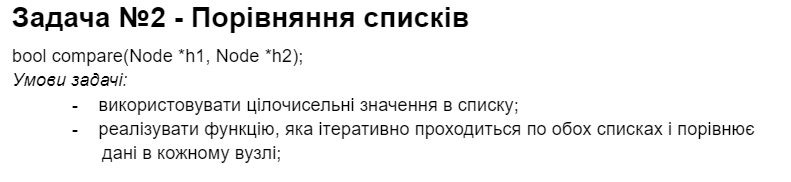 Задача №2 - Порівняння списків
bool compare(Node *h1, Node *h2);
Умови задачі:
- використовувати цілочисельні значення в списку;
- реалізувати функцію, яка ітеративно проходиться по обох списках і порівнює
дані в кожному вузлі;